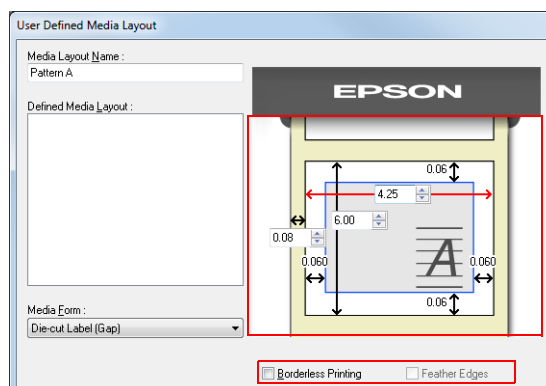 User Defined Media Layout
Media Layout Name :
Pattern A
Defined Media Layout :
EPSON
0.06
4.25
6.00
0.08
0.060
0.060
A
0.06
Media Form :
Die-cut Label (Gap)
Borderless Printing
Feather Edges